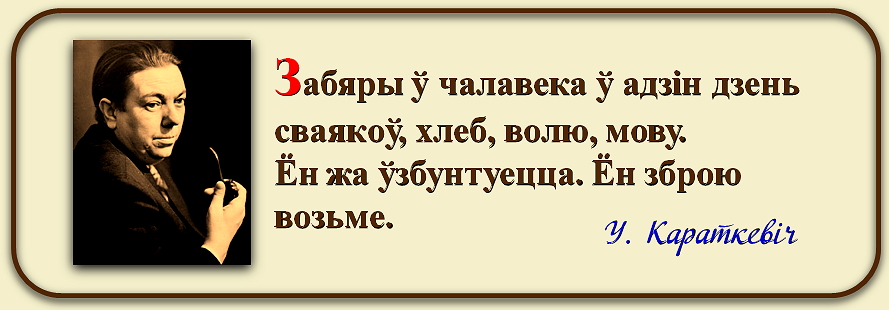 Забяры ў чалавека ў адзін дзень
сваякоў, хлеб, волю, мову.
Ён жа ўзбунтуецца. Ён зброю
возьме.
У. Караткевіч